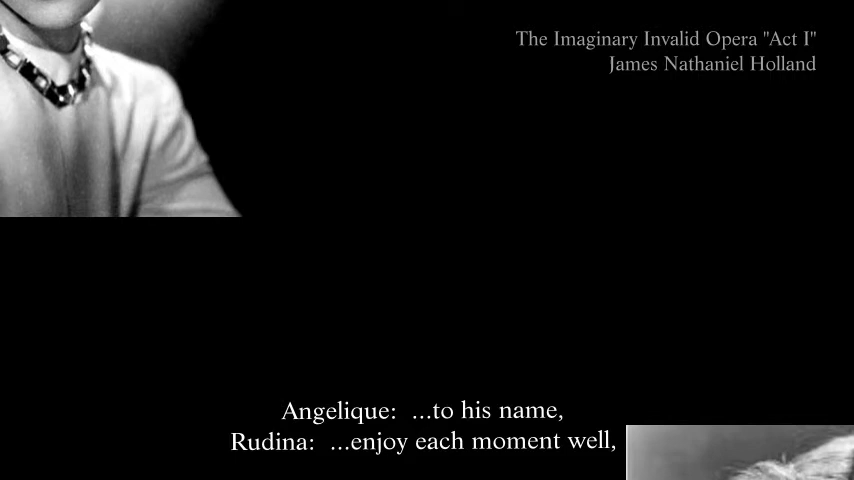 The Imaginary Invalid Opera "Act I"
James Nathaniel Holland
Angelique:  ...to his name,
Rudina:  ...enjoy each moment well,